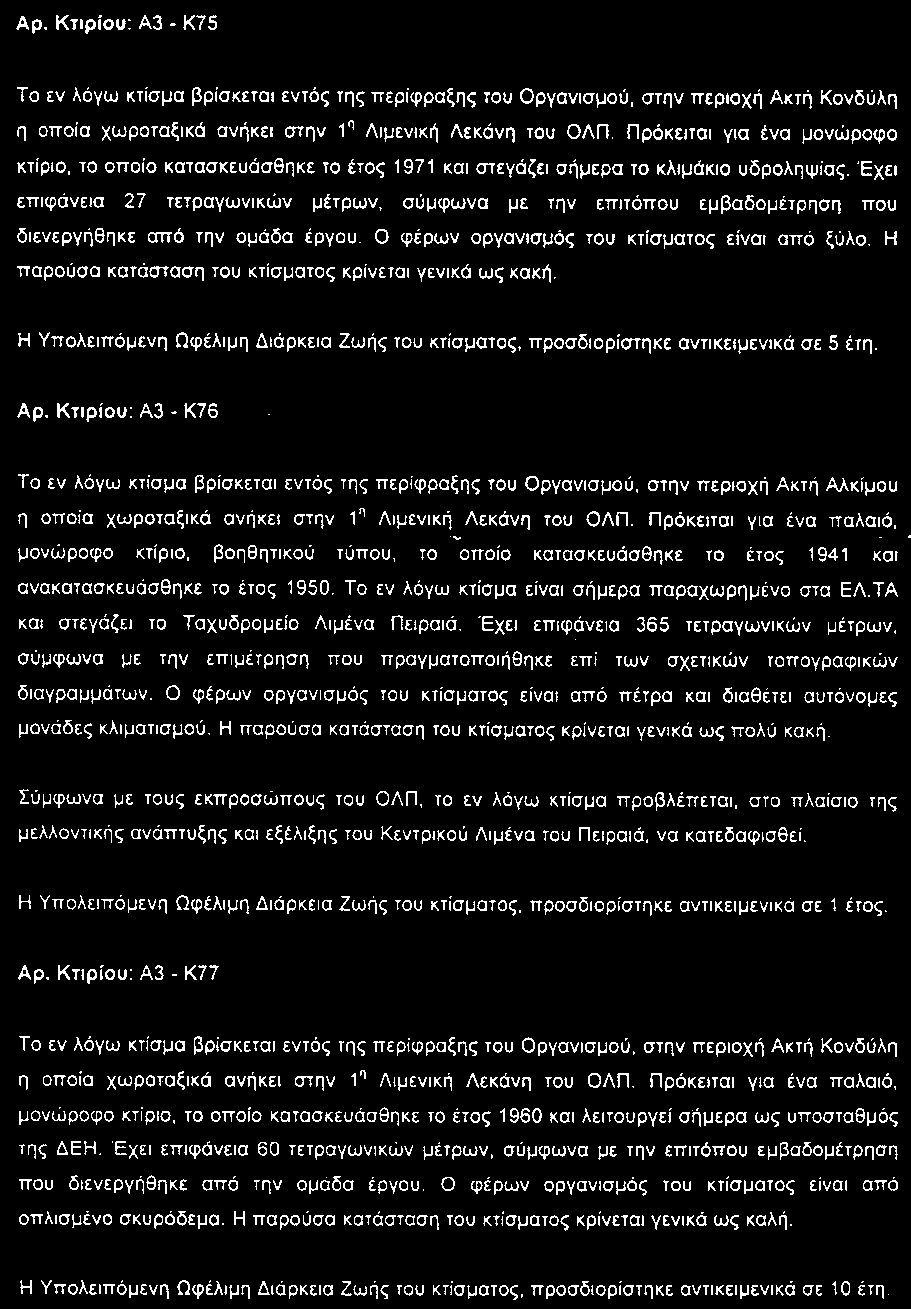 Αρ. Κτιρίου: Α3 - Κ75
Το εν λόγω κτίσμα βρίσκεται εντός της περίφραξης του Οργανισμού, στην περιοχή Ακτή Κονδύλη
η οποία χωροταξικά ανήκει στην 1η Λιμενική Λεκάνη του ΟΛΠ. Πρόκειται για ένα μονώροφο
κτίριο, το οποίο κατασκευάσθηκε το έτος 1971 και στεγάζει σήμερα το κλιμάκιο υδροληψίας. Έχει
επιφάνεια 27 τετραγωνικών μέτρων, σύμφωνα με την επιτόπου εμβαδομέτρηση που
διενεργήθηκε από την ομάδα έργου. Ο φέρων οργανισμός του κτίσματος είναι από ξύλο. Η
παρούσα κατάσταση του κτίσματος κρίνεται γενικά ως κακή.
Η Υπολειπόμενη Ωφέλιμη Διάρκεια Ζωής του κτίσματος, προσδιορίστηκε αντικειμενικά σε 5 έτη.
Αρ. Κτιρίου: Α3 - Κ76
Το εν λόγω κτίσμα βρίσκεται εντός της περίφραξης του Οργανισμού, στην περιοχή Ακτή Αλκίμου
η οποία χωροταξικά ανήκει στην 1η Λιμενική Λεκάνη του ΟΛΠ. Πρόκειται για ένα παλαιό,
μονώροφο κτίριο, βοηθητικού τύπου, το οποίο κατασκευάσθηκε το έτος 1941 και
ανακατασκευάσθηκε το έτος 1950. Το εν λόγω κτίσμα είναι σήμερα παραχωρημένο στα ΕΛ.ΤΑ
και στεγάζει το Ταχυδρομείο Λιμένα Πειραιά. Έχει επιφάνεια 365 τετραγωνικών μέτρων,
σύμφωνα με την επιμέτρηση που πραγματοποιήθηκε επί των σχετικών τοπογραφικών
διαγραμμάτων. Ο φέρων οργανισμός του κτίσματος είναι από πέτρα και διαθέτει αυτόνομες
μονάδες κλιματισμού. Η παρούσα κατάσταση του κτίσματος κρίνεται γενικά ως πολύ κακή.
Σύμφωνα με τους εκπροσώπους του ΟΛΠ, το εν λόγω κτίσμα προβλέπεται, στο πλαίσιο της
μελλοντικής ανάπτυξης και εξέλιξης του Κεντρικού Λιμένα του Πειραιά, να κατεδαφισθεί.
Η Υπολειπόμενη Ωφέλιμη Διάρκεια Ζωής του κτίσματος, προσδιορίστηκε αντικειμενικά σε 1 έτος.
Αρ. Κτιρίου: Α3 - Κ77
Το εν λόγω κτίσμα βρίσκεται εντός της περίφραξης του Οργανισμού, στην περιοχή Ακτή Κονδύλη
η οποία χωροταξικά ανήκει στην 1η Λιμενική Λεκάνη του ΟΛΠ. Πρόκειται για ένα παλαιό,
μονώροφο κτίριο, το οποίο κατασκευάσθηκε το έτος 1960 και λειτουργεί σήμερα ως υποσταθμός
της ΔΕΗ. Έχει επιφάνεια 60 τετραγωνικών μέτρων, σύμφωνα με την επιτόπου εμβαδομέτρηση
που διενεργήθηκε από την ομάδα έργου. Ο φέρων οργανισμός του κτίσματος είναι από
οπλισμένο σκυρόδεμα. Η παρούσα κατάσταση του κτίσματος κρίνεται γενικά ως καλή.
Η Υπολειπόμενη Ωφέλιμη Διάρκεια Ζωής του κτίσματος, προσδιορίστηκε αντικειμενικά σε 10 έτη.